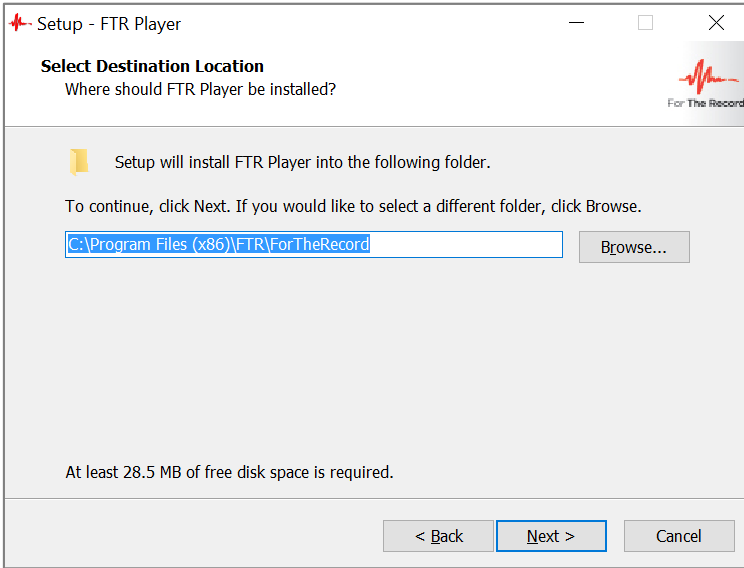 Setup - FTR Player
Select Destination Location
Where should FTR Player be installed?
For The Record
Setup will install FTR Player into the following folder.
To continue, click Next. If you would like to select a different folder, click Browse.
C:\Program Files (x86)\FTR\ForTheRecord
Browse...
At least 28.5 MB of free disk space is required.
< Back
Next >
Cancel